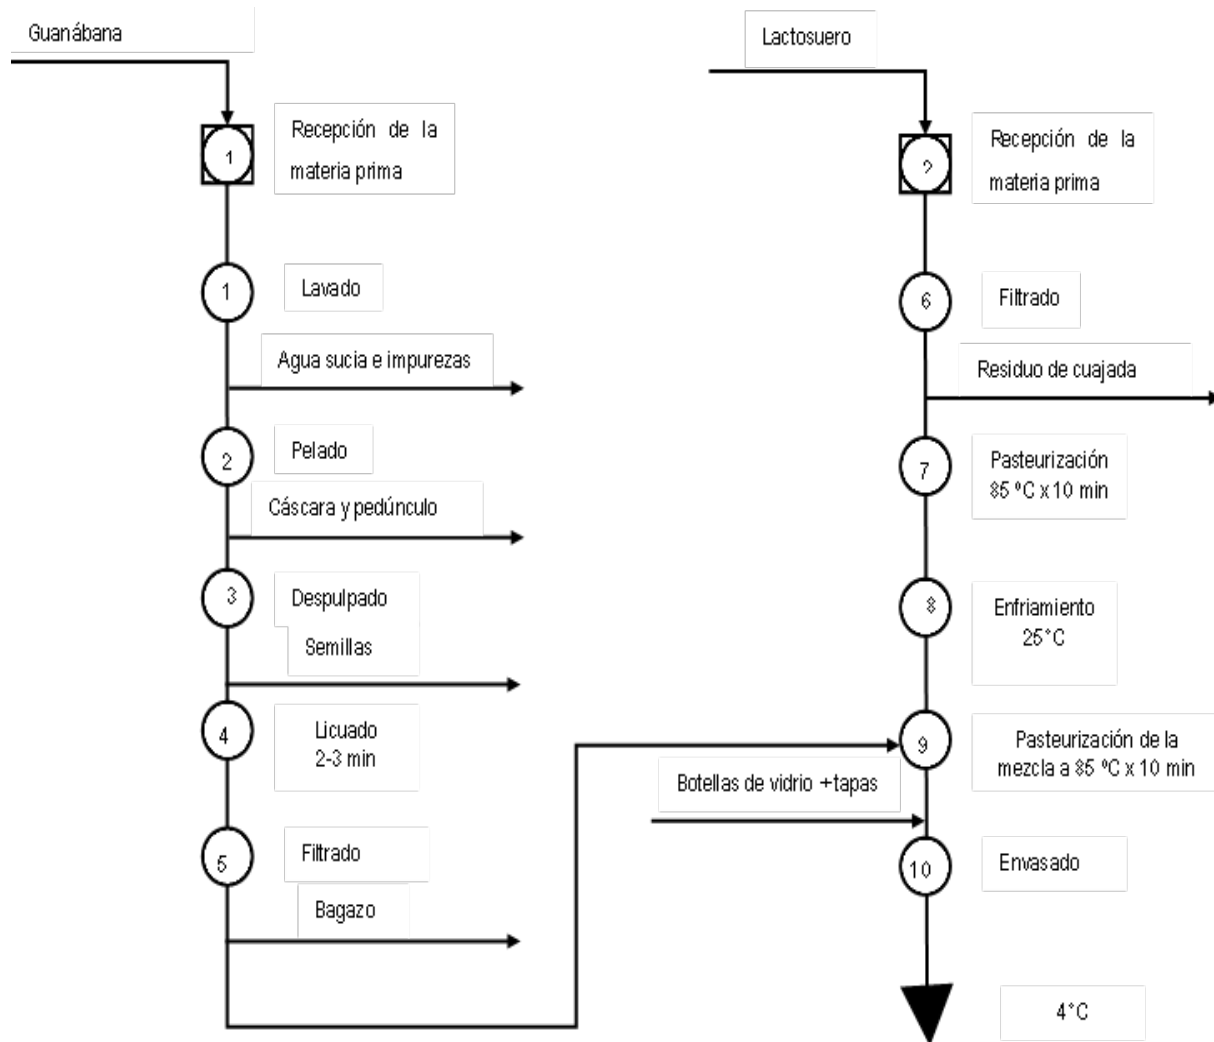 Guanábana
1
Recepción de la
materia prima
1
Lavado
Agua sucia e impurezas
2
Pelado
Cáscara y pedúnculo
3
Despulpado
Semillas
4
Licuado
2-3 min
5
Filtrado
Bagazo
Lactosuero
2
Recepción de la
materia prima
6
Filtrado
Residuo de cuajada
7
Pasteurización
85 ºC x 10 min
8
Enfriamiento
25°C
9
Pasteurización de la
mezcla a 85 ºC x 10 min
Botellas de vidrio +tapas
10
Envasado
4°C